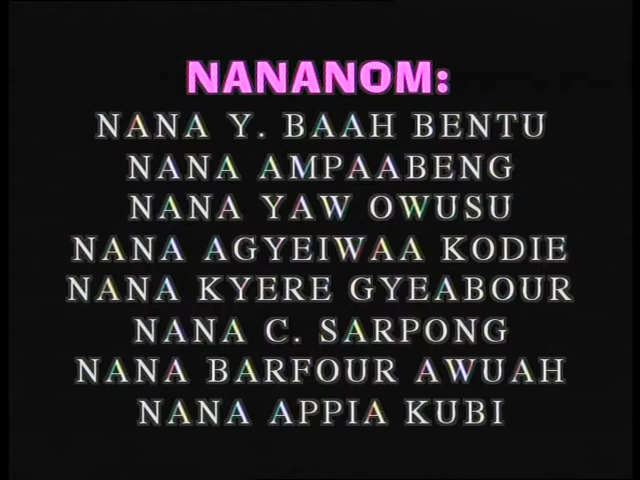 NANANOM:
NANA Y. BAAH BENTU
NANA AMPAABENG
NANA YAW OWUSU
NANA AGYEIWAA KODIE
NANA KYERE GYEABOUR
NANA C. SARPONG
NANA BARFOUR AWUAH
NANA APPIA KUBI